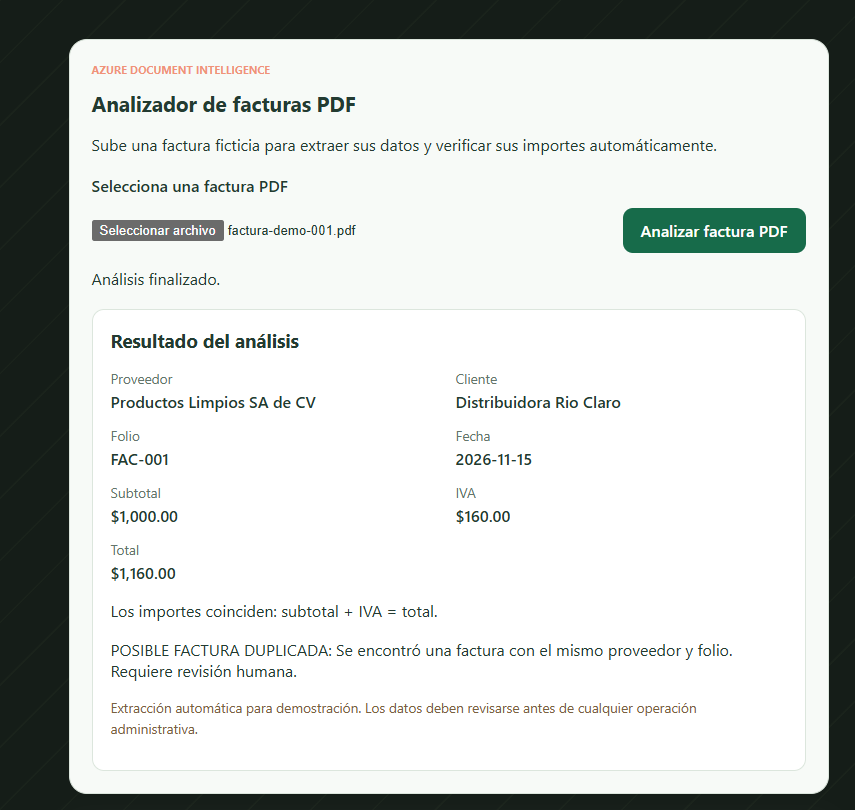 AZURE DOCUMENT INTELLIGENCE
Analizador de facturas PDF
Sube una factura ficticia para extraer sus datos y verificar sus importes automáticamente.
Selecciona una factura PDF
Seleccionar archivo factura-demo-001.pdf
Analizar factura PDF
Análisis finalizado.
Resultado del análisis
Proveedor
Productos Limpios SA de CV
Cliente
Distribuidora Rio Claro
Folio
FAC-001
Fecha
2026-11-15
Subtotal
$1,000.00
IVA
$160.00
Total
$1,160.00
Los importes coinciden: subtotal + IVA = total.
POSIBLE FACTURA DUPLICADA: Se encontró una factura con el mismo proveedor y folio.
Requiere revisión humana.
Extracción automática para demostración. Los datos deben revisarse antes de cualquier operación
administrativa.